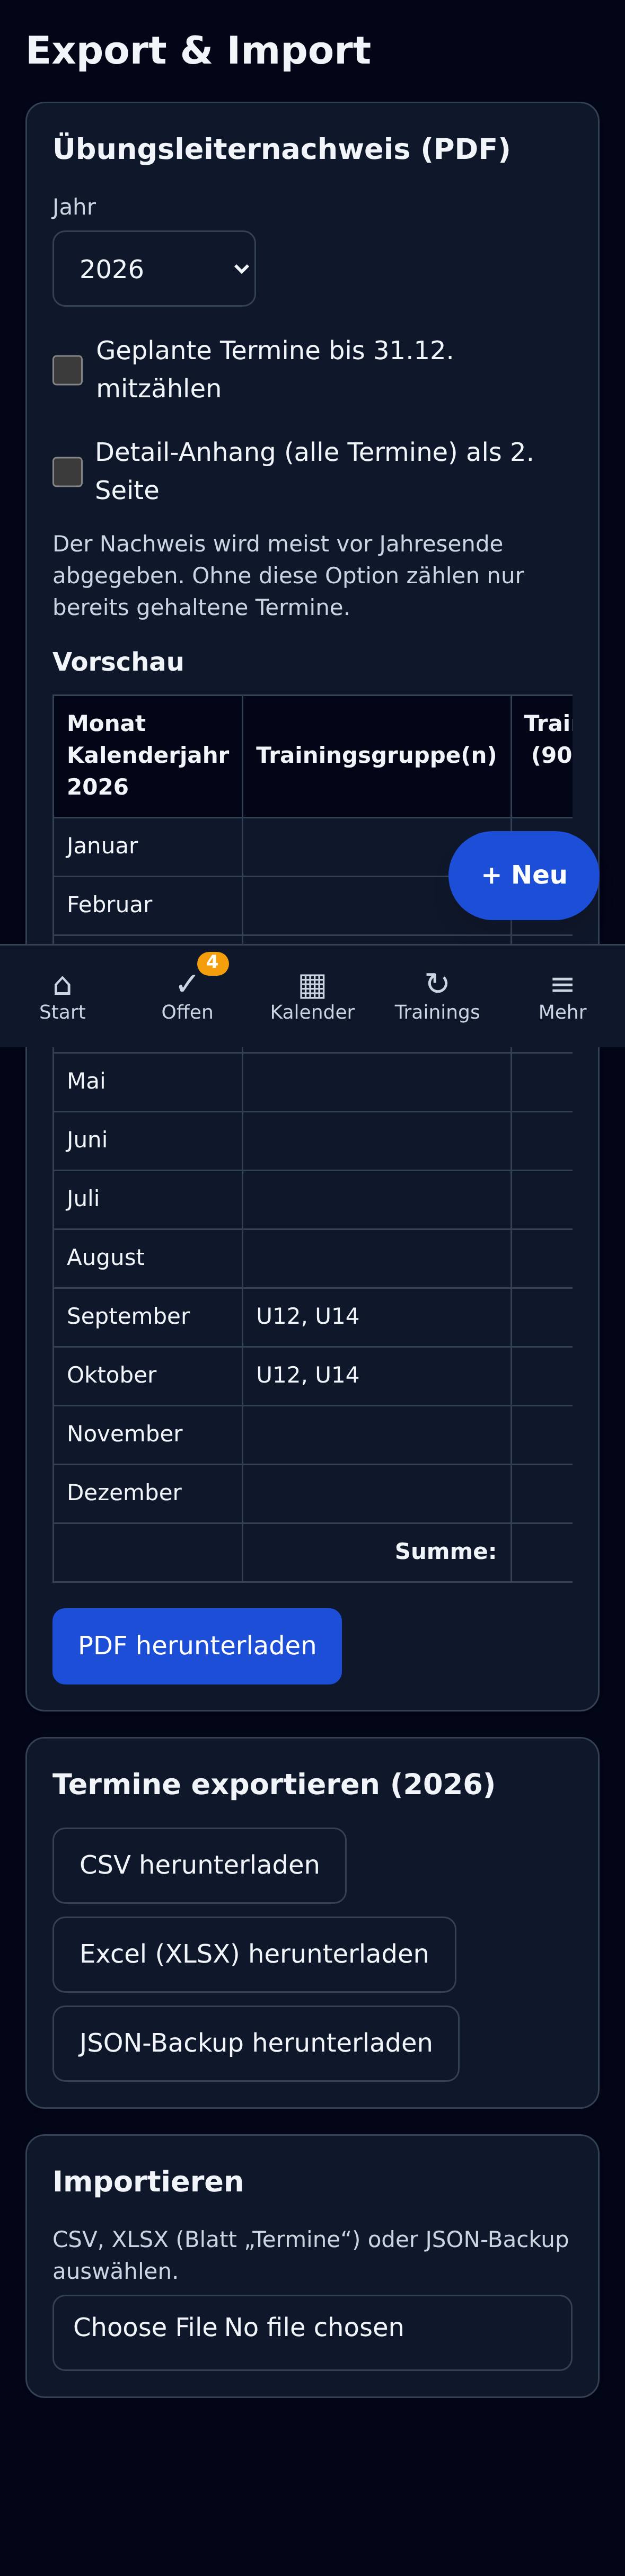 Export & Import
Übungsleiternachweis (PDF)
Jahr
2026
Geplante Termine bis 31.12.
mitzählen
Detail-Anhang (alle Termine) als 2.
Seite
Der Nachweis wird meist vor Jahresende
abgegeben. Ohne diese Option zählen nur
bereits gehaltene Termine.
Vorschau
Monat
Kalenderjahr
2026
Trainingsgruppe(n)
(90
Januar
Februar
+ Neu
4
Start
Offen
Kalender
Trainings
Mehr
Mai
Juni
Juli
August
September U12, U14
Oktober U12, U14
November
Dezember
Summe:
PDF herunterladen
Termine exportieren (2026)
CSV herunterladen
Excel (XLSX) herunterladen
JSON-Backup herunterladen
Importieren
CSV, XLSX (Blatt „Termine“) oder JSON-Backup
auswählen.
Choose File No file chosen